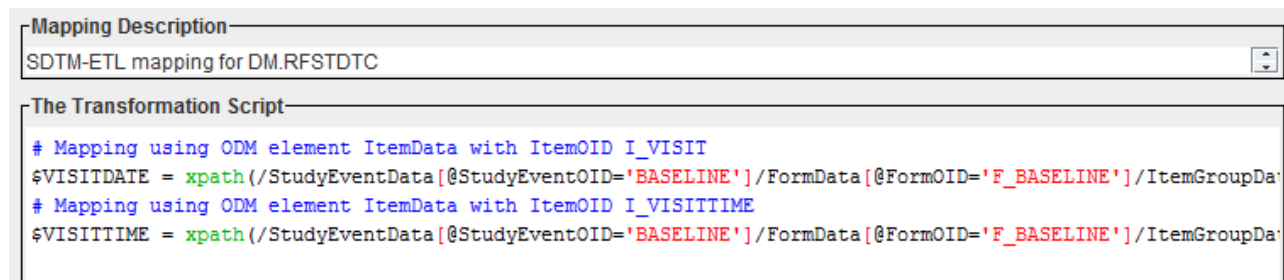 Mapping Description
SDTM-ETL mapping for DM.RFSTDTC
The Transformation Script
# Mapping using ODM element ItemData with ItemOID I_VISIT
$VISITDATE = xpath(/StudyEventData[@StudyEventOID='BASELINE']/FormData[@FormOID='F_BASELINE']/ItemGroupDa
# Mapping using ODM element ItemData with ItemOID I_VISITTIME
$VISITTIME = xpath(/StudyEventData[@StudyEventOID='BASELINE']/FormData[@FormOID='F_BASELINE']/ItemGroupDa